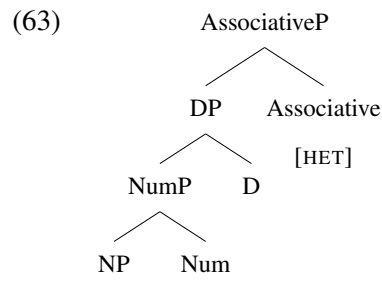 (63) AssociativeP
DP Associative
[HET]
NumP D
NP Num